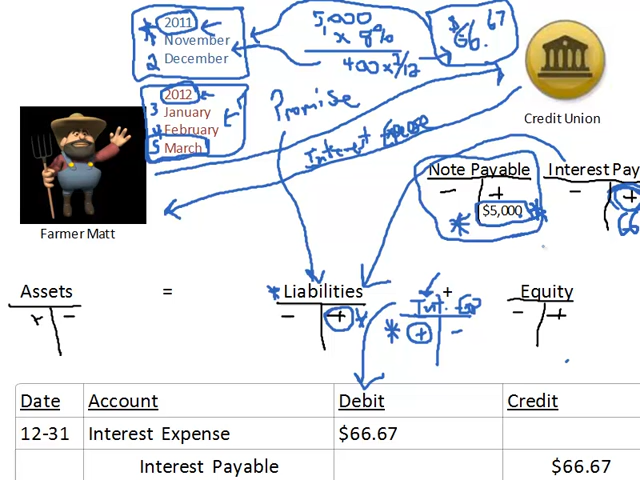 2011
November
2 December
2012
3 January
4 February
5 March
5,000
x 8%
400 x 2/12
$66.67
Promise
Interest Expense
Credit Union
Farmer Matt
Note Payable
Interest Pay
- +
- +
$5,000
66
Assets = Liabilities + Equity
Int. Exp
+ -
- +
+ -
- +
Date Account Debit Credit
12-31 Interest Expense $66.67
Interest Payable $66.67